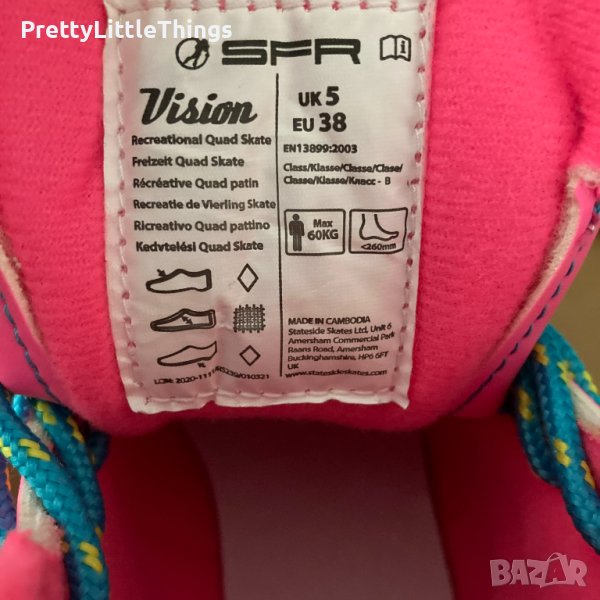 PrettyLittleThings
SFR
Vision
Recreational Quad Skate
Freizeit Quad Skate
Récréative Quad patin
Recreatie de Vierling Skate
Ricreativo Quad pattino
Kedvtelési Quad Skate
UK 5
EU 38
EN13899:2003
Class/Klasse/Classe/Clase/
Classe/Klasse/Класс - B
Max
60KG
<260mm
MADE IN CAMBODIA
Stateside Skates Ltd, Unit 6
Amersham Commercial Park
Raans Road, Amersham
Buckinghamshire, HP6 6FT
UK
www.statesideskates.com
BAZAR